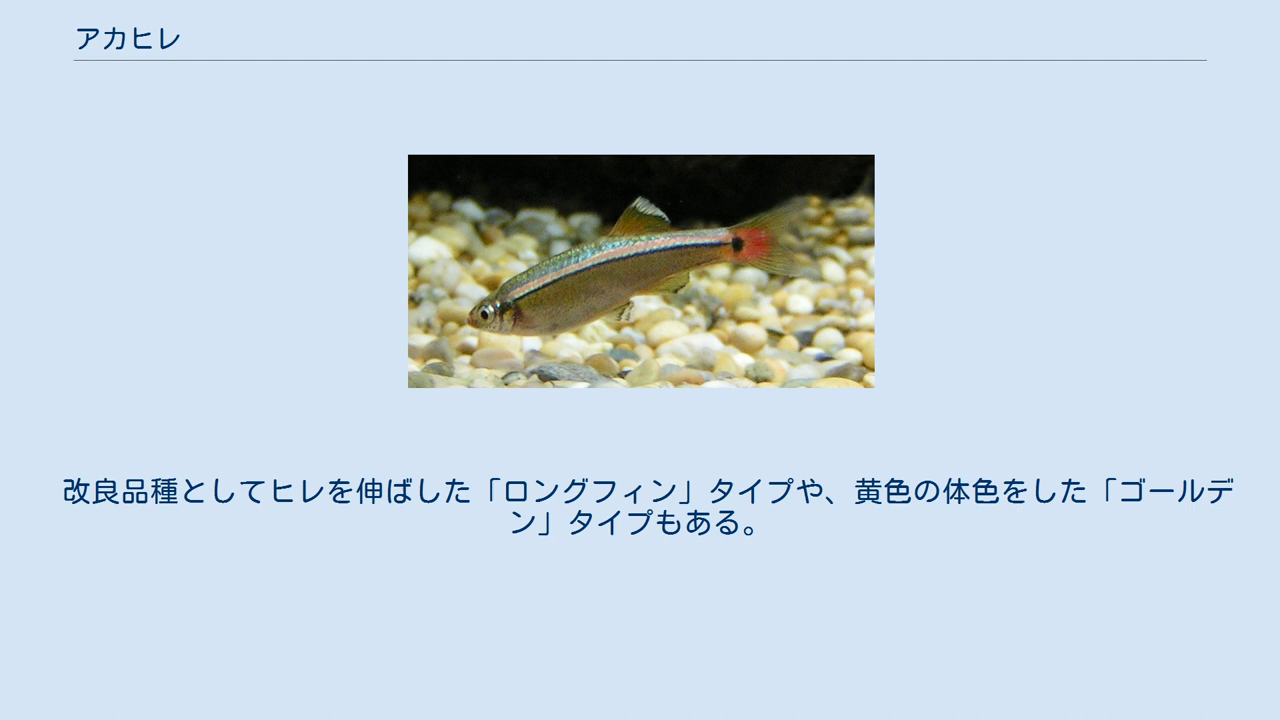 アカヒレ
改良品種としてヒレを伸ばした「ロングフィン」タイプや、黄色の体色をした「ゴールデ
ン」タイプもある。